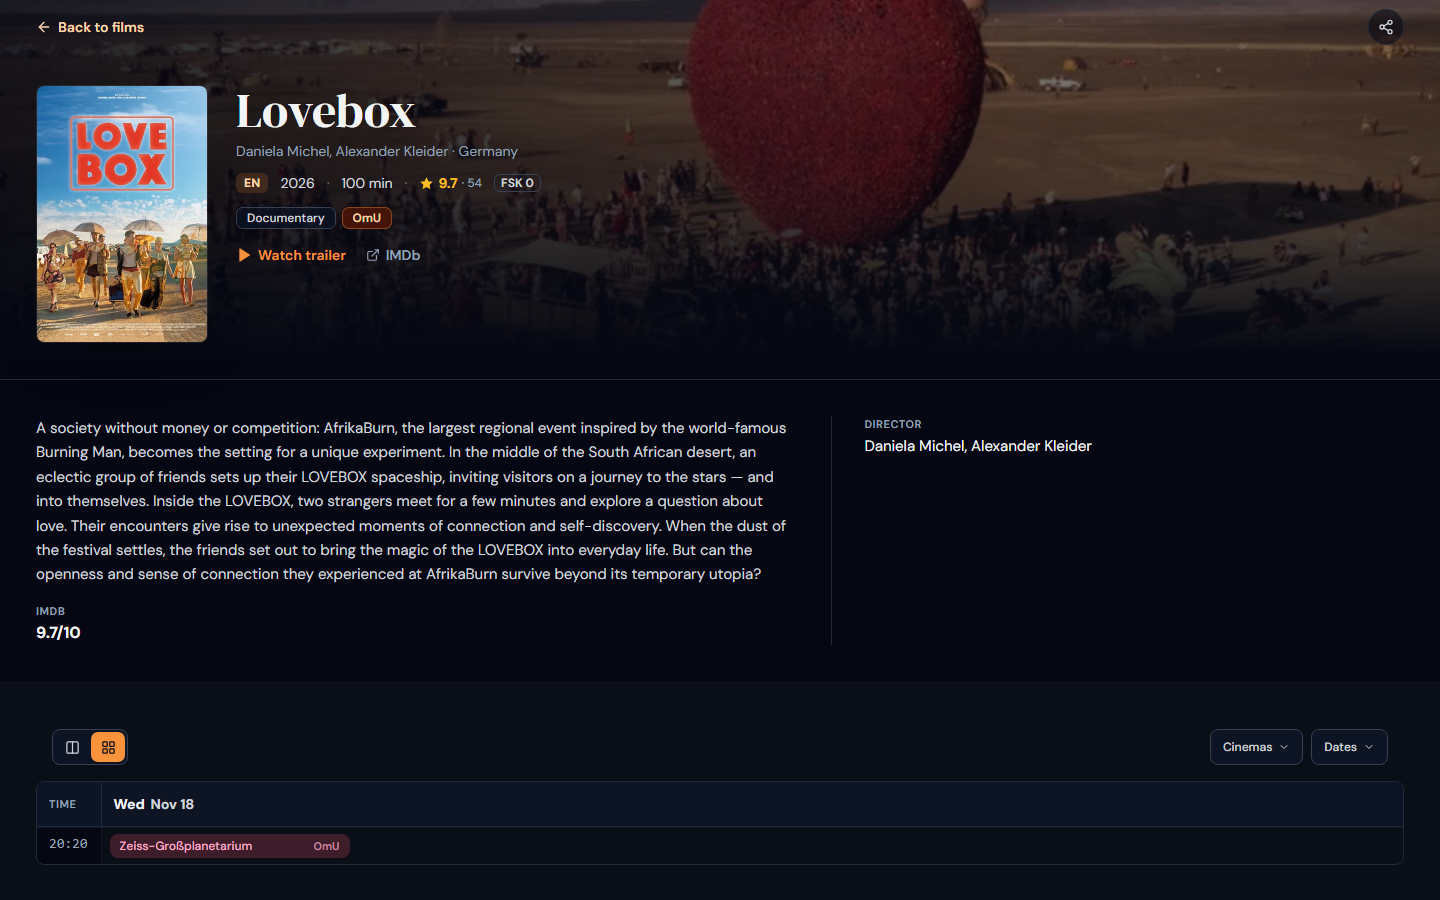 Back to films
LOVE
BOX
Lovebox
Daniela Michel, Alexander Kleider · Germany
EN 2026 · 100 min · 9.7 · 54 FSK 0
Documentary OmU
Watch trailer IMDb
A society without money or competition: AfrikaBurn, the largest regional event inspired by the world-famous
Burning Man, becomes the setting for a unique experiment. In the middle of the South African desert, an
eclectic group of friends sets up their LOVEBOX spaceship, inviting visitors on a journey to the stars — and
into themselves. Inside the LOVEBOX, two strangers meet for a few minutes and explore a question about
love. Their encounters give rise to unexpected moments of connection and self-discovery. When the dust of
the festival settles, the friends set out to bring the magic of the LOVEBOX into everyday life. But can the
openness and sense of connection they experienced at AfrikaBurn survive beyond its temporary utopia?
IMDB
9.7/10
DIRECTOR
Daniela Michel, Alexander Kleider
Cinemas Dates
TIME Wed Nov 18
20:20 Zeiss-Großplanetarium OmU